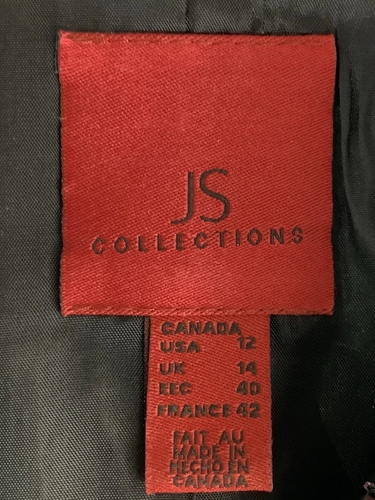 JS
COLLECTIONS
CANADA
USA 12
UK 14
EEC 40
FRANCE 42
FAIT AU
MADE IN
HECHO EN
CANADA